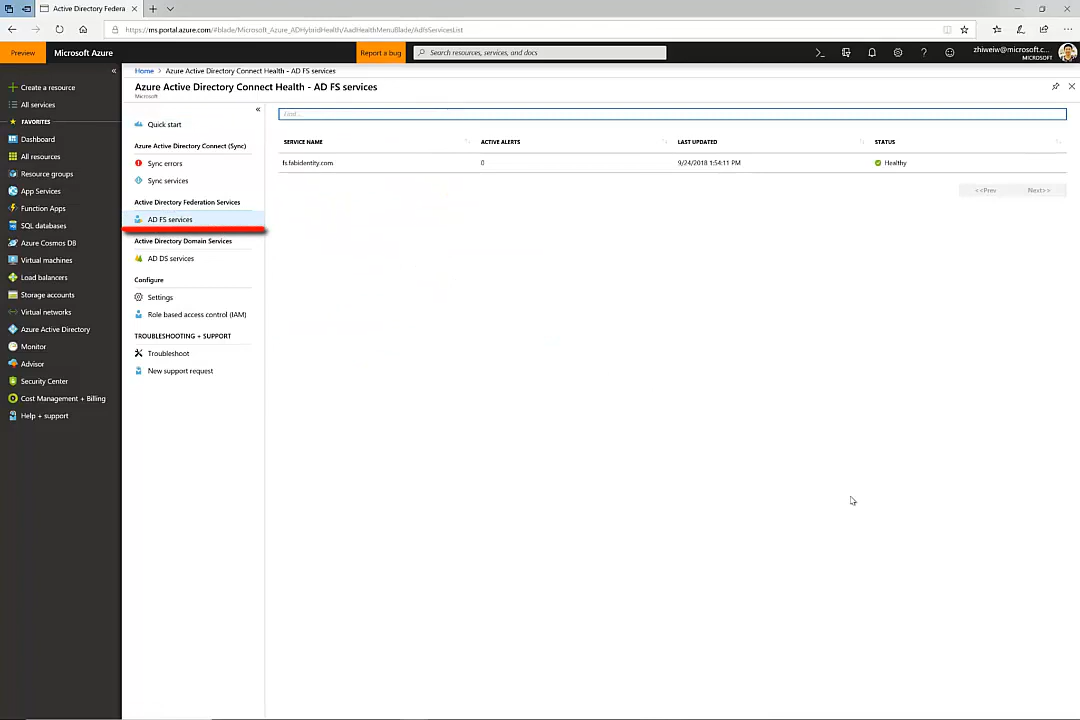 Active Directory Federa
https://ms.portal.azure.com/#blade/Microsoft_Azure_ADHybridHealth/AadHealthMenuBlade/AdfsServicesList
Preview
Microsoft Azure
Report a bug
Search resources, services, and docs
zhiweiw@microsoft.c...
MICROSOFT
Create a resource
All services
FAVORITES
Dashboard
All resources
Resource groups
App Services
Function Apps
SQL databases
Azure Cosmos DB
Virtual machines
Load balancers
Storage accounts
Virtual networks
Azure Active Directory
Monitor
Advisor
Security Center
Cost Management + Billing
Help + support
Home > Azure Active Directory Connect Health - AD FS services
Azure Active Directory Connect Health - AD FS services
Microsoft
Quick start
Azure Active Directory Connect (Sync)
Sync errors
Sync services
Active Directory Federation Services
AD FS services
Active Directory Domain Services
AD DS services
Configure
Settings
Role based access control (IAM)
TROUBLESHOOTING + SUPPORT
Troubleshoot
New support request
Find...
SERVICE NAME ACTIVE ALERTS LAST UPDATED STATUS
fs.fabidentity.com 0 9/24/2018 1:54:11 PM Healthy
<<Prev Next>>